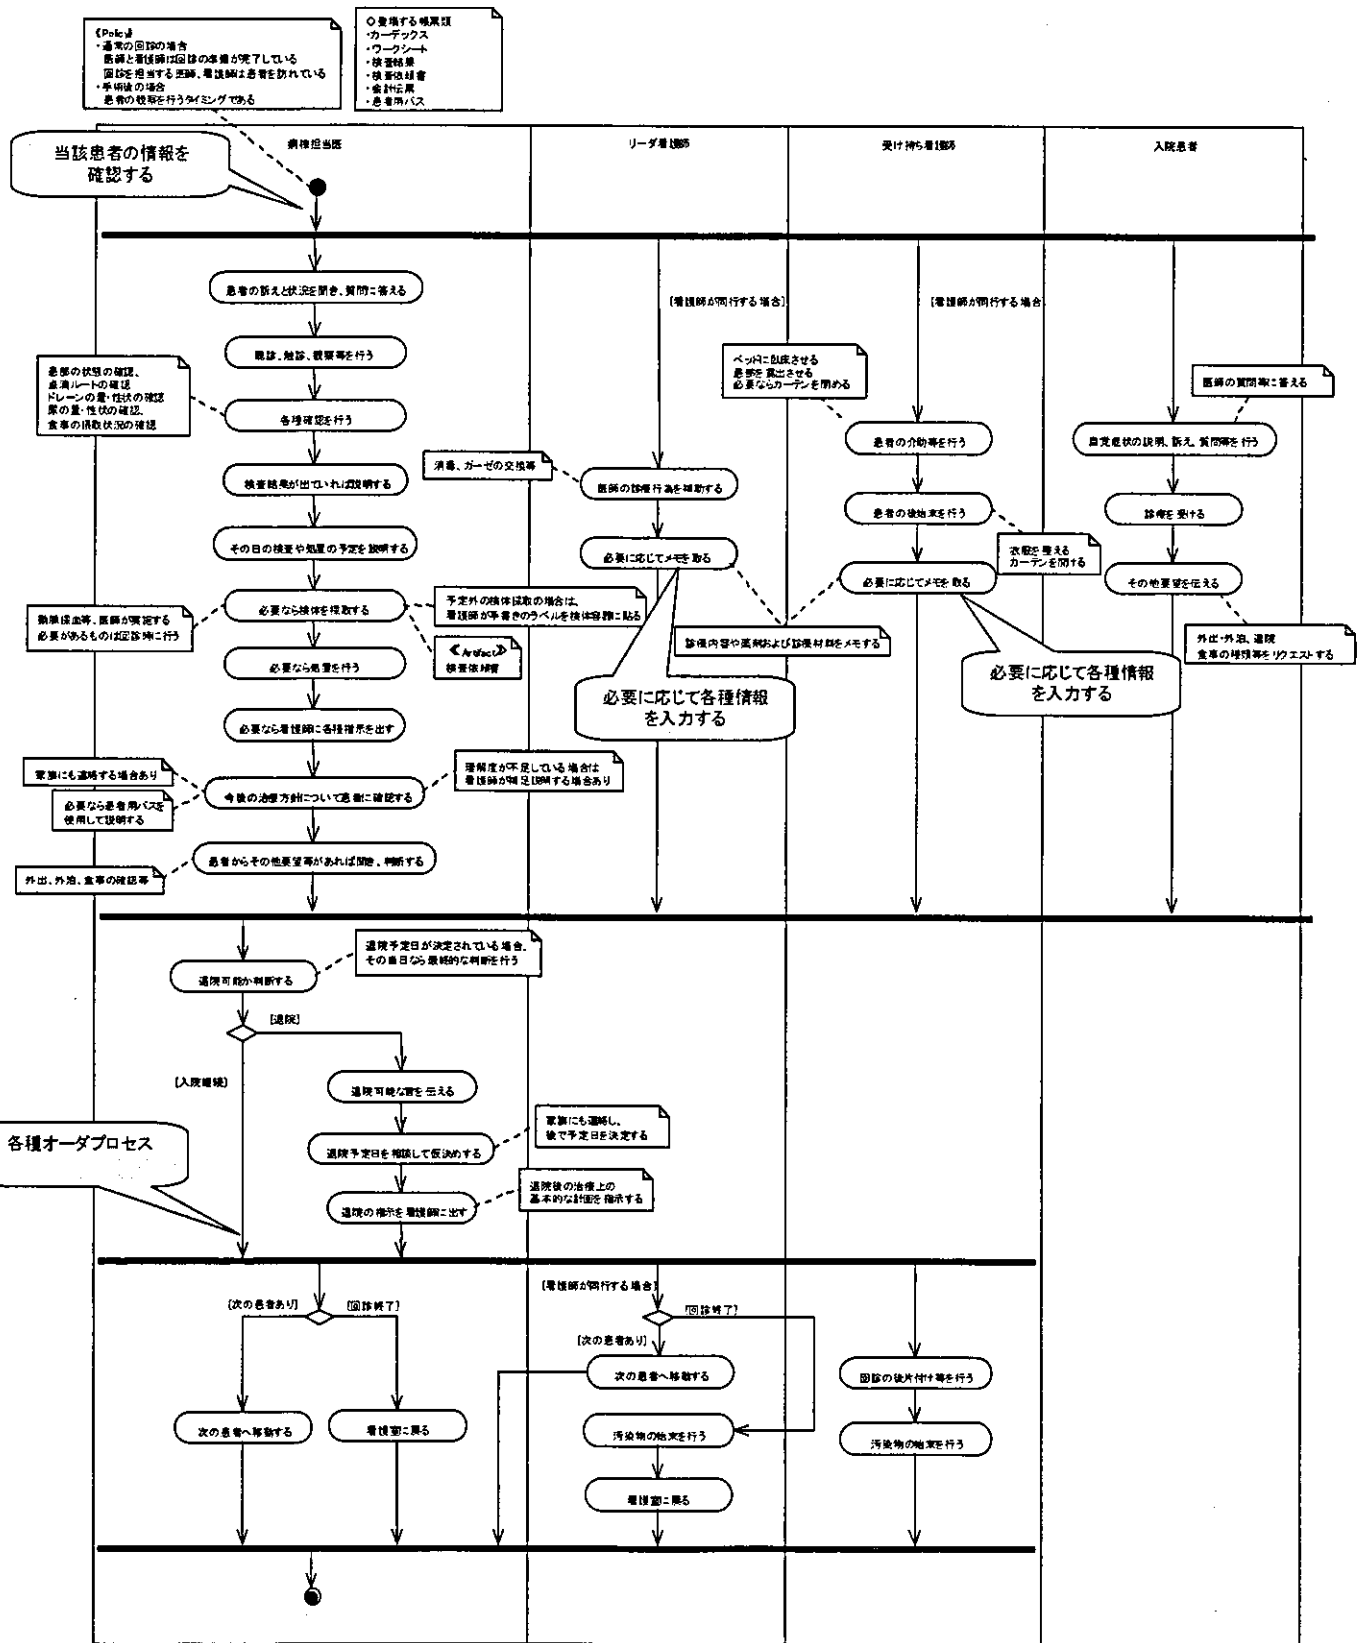 ・通常の回診の場合
医師と看護師は回診の準備が完了している
回診を担当する医師、看護師は患者を訪れている
・手術後の場合
患者の観察を行うタイミングである
○登場する帳票類
・カーデックス
・ワークシート
・検査結果
・検査依頼書
・会計伝票
・患者用パス
当該患者の情報を
確認する
病棟担当医
リーダ看護師
受け持ち看護師
入院患者
患者の訴えと状況を聞き、質問に答える
[看護師が同行する場合]
[看護師が同行する場合]
聴診、触診、観察等を行う
患部の状態の確認、
点滴ルートの確認
ドレーンの量・性状の確認
尿の量・性状の確認、
食事の摂取状況の確認
ベッドに臥床させる
患部を露出させる
必要ならカーテンを閉める
医師の質問等に答える
各種確認を行う
患者の介助等を行う
自覚症状の説明、訴え、質問等を行う
検査結果が出ていれば説明する
消毒、ガーゼの交換等
医師の診療行為を補助する
患者の後始末を行う
診療を受ける
その日の検査や処置の予定を説明する
必要に応じてメモを取る
衣服を整える
カーテンを開ける
必要に応じてメモを取る
その他要望を伝える
必要なら検体を採取する
動脈採血等、医師が実施する
必要があるものは回診時に行う
予定外の検体採取の場合は、
看護師が手書きのラベルを検体容器に貼る
《Artifact》
検査依頼書
診療内容や薬剤および診療材料をメモする
外出・外泊、退院
食事の種類等をリクエストする
必要なら処置を行う
必要に応じて各種情報
を入力する
必要に応じて各種情報
を入力する
必要なら看護師に各種指示を出す
家族にも連絡する場合あり
理解度が不足している場合は
看護師が補足説明する場合あり
今後の治療方針について患者に確認する
必要なら患者用パスを
使用して説明する
患者からその他要望等があれば聞き、判断する
外出、外泊、食事の確認等
退院予定日が決定されている場合、
その当日なら最終的な判断を行う
退院可能か判断する
[退院]
[入院継続]
退院可能な旨を伝える
各種オーダプロセス
家族にも連絡し、
後で予定日を決定する
退院予定日を相談して仮決めする
退院後の治療上の
基本的な計画を指示する
退院の指示を看護師に出す
[看護師が同行する場合]
[次の患者あり]
[回診終了]
[回診終了]
[次の患者あり]
次の患者へ移動する
回診の後片付け等を行う
次の患者へ移動する
看護室に戻る
汚染物の始末を行う
汚染物の始末を行う
看護室に戻る